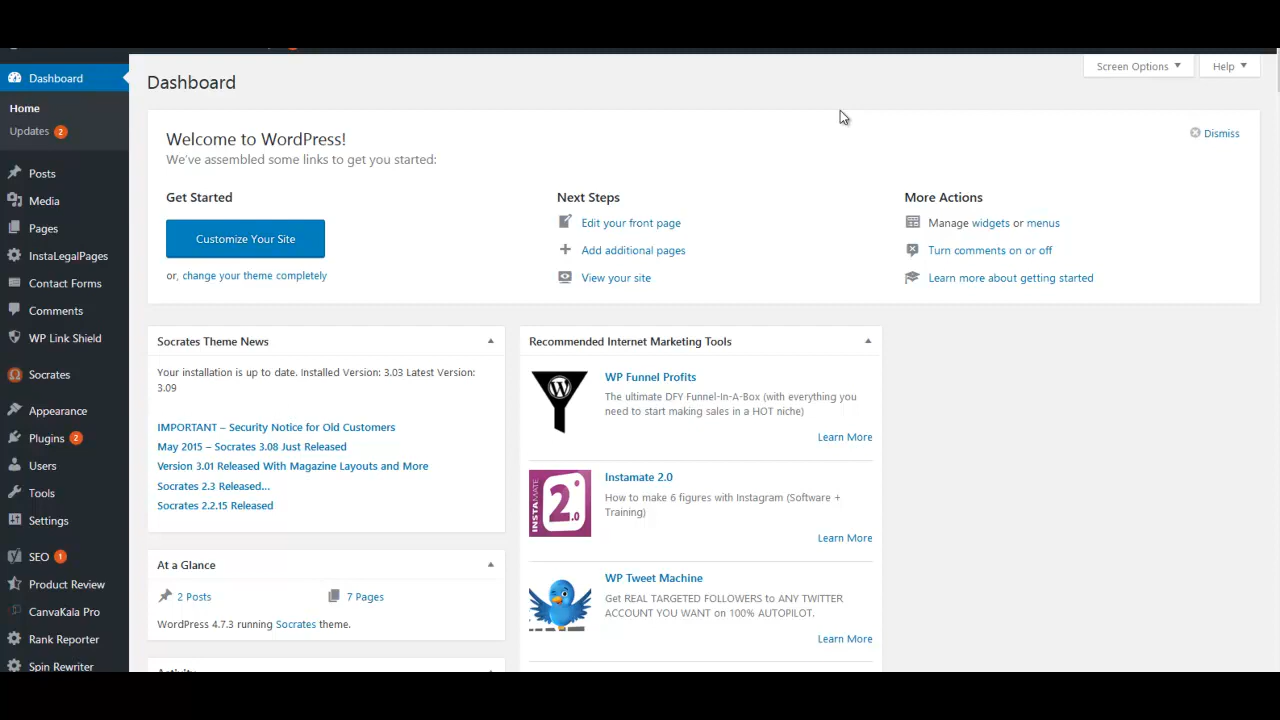 Screen Options
Help
Dashboard
Home
Updates 2
Posts
Media
Pages
InstaLegalPages
Contact Forms
Comments
WP Link Shield
Socrates
Appearance
Plugins 2
Users
Tools
Settings
SEO 1
Product Review
CanvaKala Pro
Rank Reporter
Spin Rewriter
Dashboard
Welcome to WordPress!
We've assembled some links to get you started:
Dismiss
Get Started
Customize Your Site
or, change your theme completely
Next Steps
Edit your front page
Add additional pages
View your site
More Actions
Manage widgets or menus
Turn comments on or off
Learn more about getting started
Socrates Theme News
Your installation is up to date. Installed Version: 3.03 Latest Version:
3.09
IMPORTANT – Security Notice for Old Customers
May 2015 – Socrates 3.08 Just Released
Version 3.01 Released With Magazine Layouts and More
Socrates 2.3 Released...
Socrates 2.2.15 Released
At a Glance
2 Posts
7 Pages
WordPress 4.7.3 running Socrates theme.
Activity
Recommended Internet Marketing Tools
WP Funnel Profits
The ultimate DFY Funnel-In-A-Box (with everything you
need to start making sales in a HOT niche)
Learn More
INSTAMATE 2.0
Instamate 2.0
How to make 6 figures with Instagram (Software +
Training)
Learn More
WP Tweet Machine
Get REAL TARGETED FOLLOWERS to ANY TWITTER
ACCOUNT YOU WANT on 100% AUTOPILOT.
Learn More